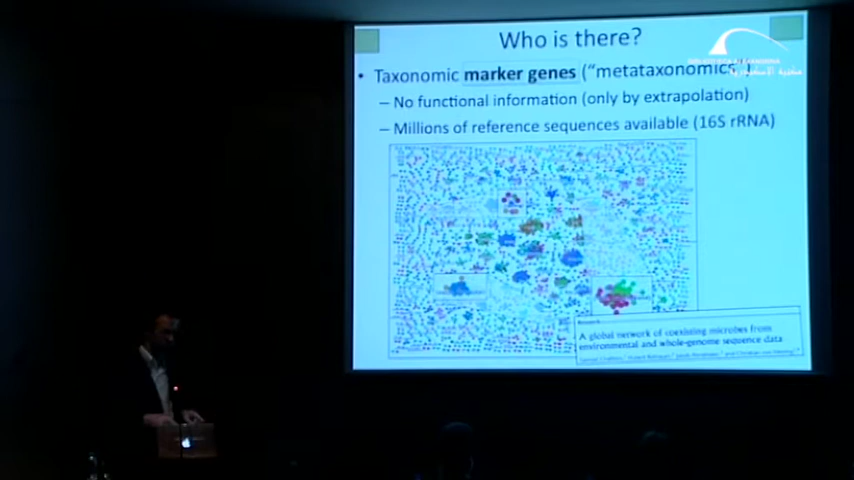 Who is there?
• Taxonomic marker genes ("metataxonomics")
– No functional information (only by extrapolation)
– Millions of reference sequences available (16S rRNA)
Research
A global network of coexisting microbes from
environmental and whole-genome sequence data